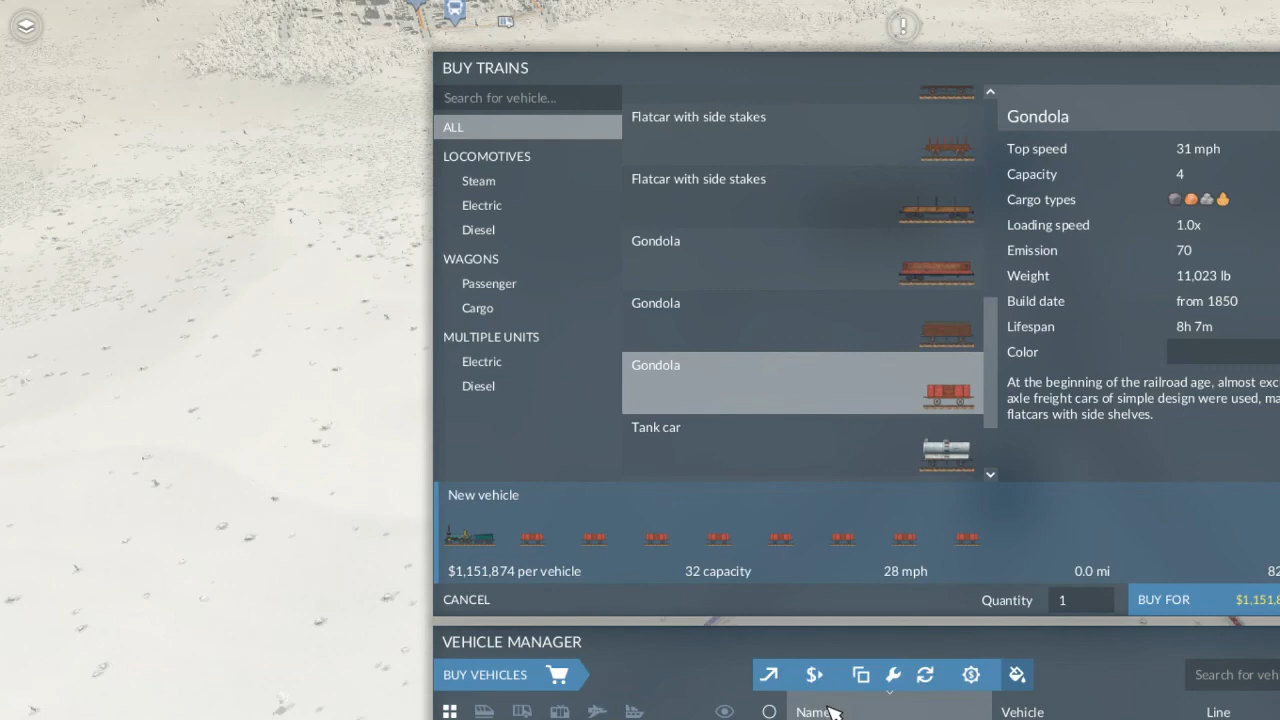 BUY TRAINS
Search for vehicle...
ALL
LOCOMOTIVES
Steam
Electric
Diesel
WAGONS
Passenger
Cargo
MULTIPLE UNITS
Electric
Diesel
Flatcar with side stakes
Flatcar with side stakes
Gondola
Gondola
Gondola
Tank car
Gondola
Top speed 31 mph
Capacity 4
Cargo types
Loading speed 1.0x
Emission 70
Weight 11,023 lb
Build date from 1850
Lifespan 8h 7m
Color
At the beginning of the railroad age, almost exc
axle freight cars of simple design were used, ma
flatcars with side shelves.
New vehicle
$1,151,874 per vehicle 32 capacity 28 mph 0.0 mi 82
CANCEL Quantity 1 BUY FOR $1,151,8
VEHICLE MANAGER
BUY VEHICLES Search for veh
Name Vehicle Line